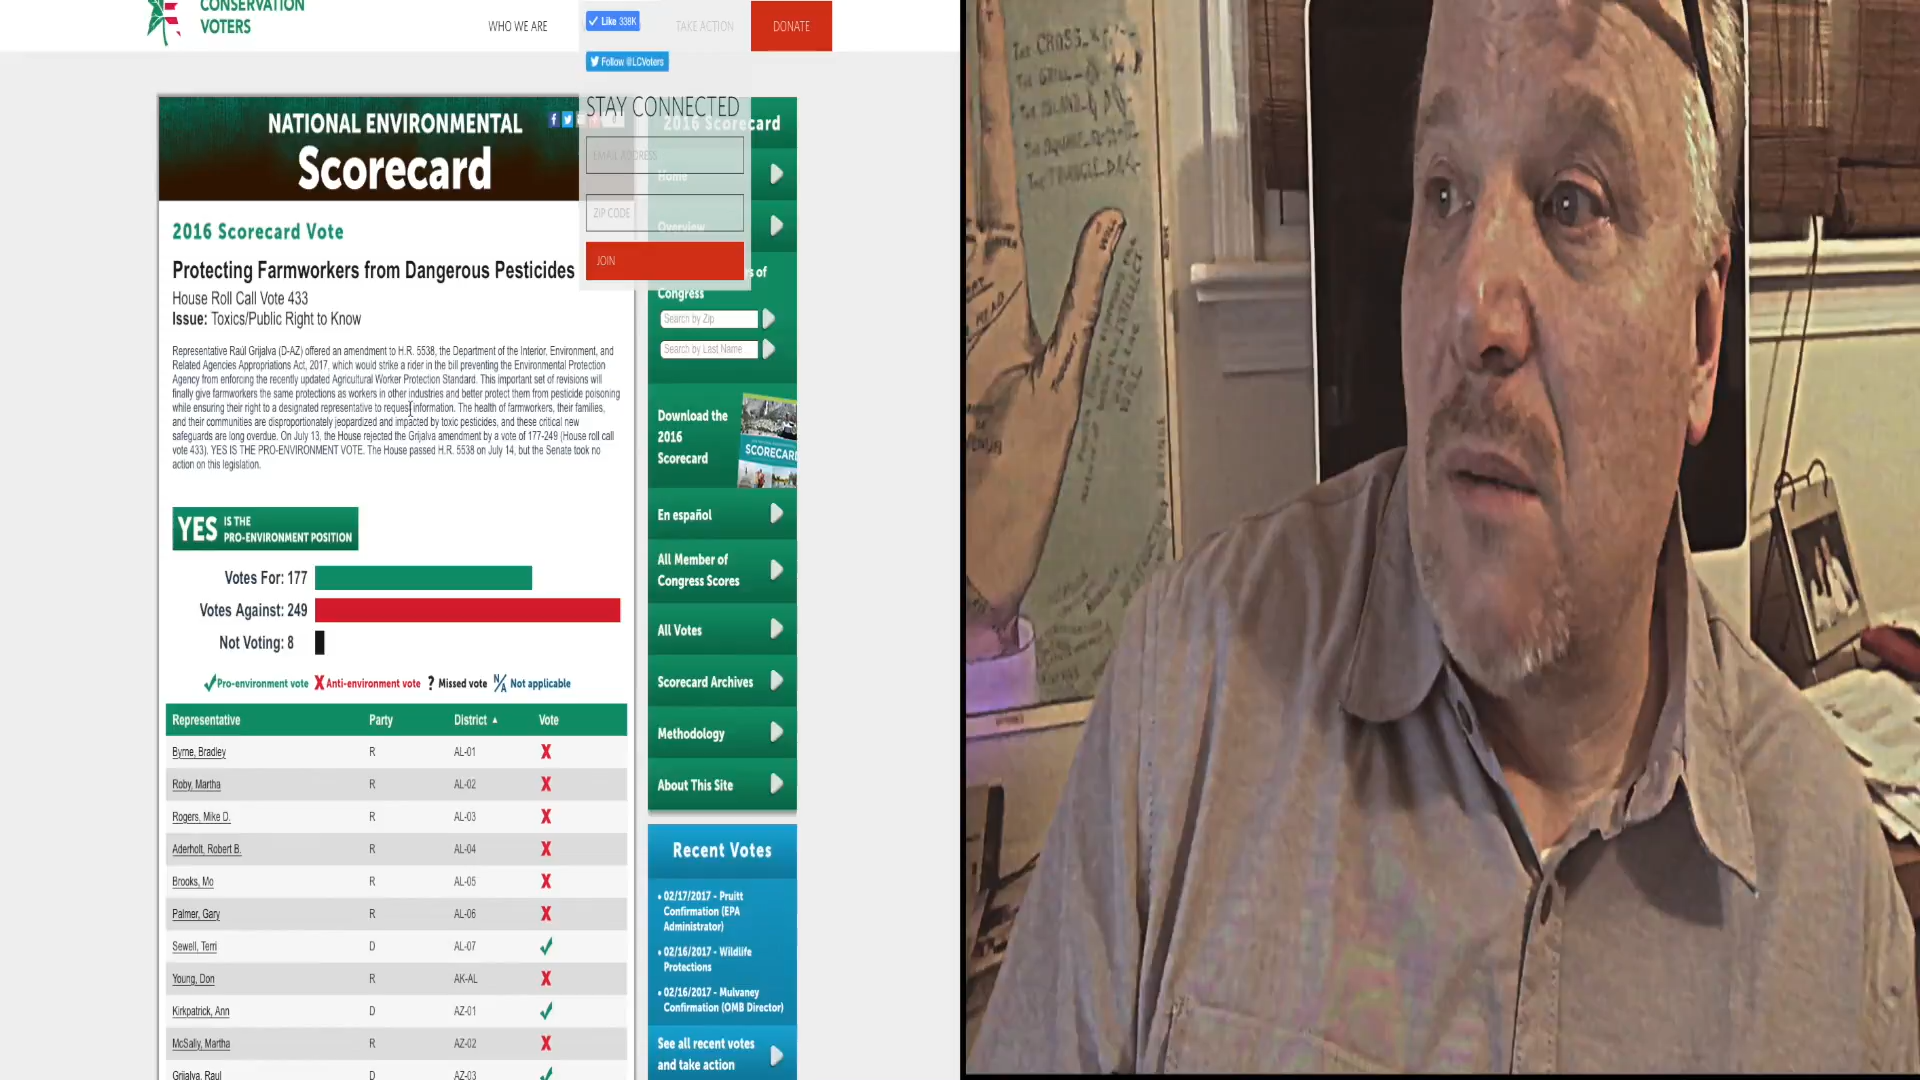 CONSERVATION
VOTERS
WHO WE ARE
Like 338K
TAKE ACTION
DONATE
Follow @LCVoters
STAY CONNECTED
EMAIL ADDRESS
ZIP CODE
JOIN
NATIONAL ENVIRONMENTAL
Scorecard
2016 Scorecard Vote
Protecting Farmworkers from Dangerous Pesticides
House Roll Call Vote 433
Issue: Toxics/Public Right to Know
Representative Raúl Grijalva (D-AZ) offered an amendment to H.R. 5538, the Department of the Interior, Environment, and
Related Agencies Appropriations Act, 2017, which would strike a rider in the bill preventing the Environmental Protection
Agency from enforcing the recently updated Agricultural Worker Protection Standard. This important set of revisions will
finally give farmworkers the same protections as workers in other industries and better protect them from pesticide poisoning
while ensuring their right to a designated representative to request information. The health of farmworkers, their families,
and their communities are disproportionately jeopardized and impacted by toxic pesticides, and these critical new
safeguards are long overdue. On July 13, the House rejected the Grijalva amendment by a vote of 177-249 (House roll call
vote 433). YES IS THE PRO-ENVIRONMENT VOTE. The House passed H.R. 5538 on July 14, but the Senate took no
action on this legislation.
YES IS THE
PRO-ENVIRONMENT POSITION
Votes For: 177
Votes Against: 249
Not Voting: 8
Pro-environment vote X Anti-environment vote ? Missed vote N/A Not applicable
Representative Party District ▲ Vote
Byrne, Bradley R AL-01 X
Roby, Martha R AL-02 X
Rogers, Mike D. R AL-03 X
Aderholt, Robert B. R AL-04 X
Brooks, Mo R AL-05 X
Palmer, Gary R AL-06 X
Sewell, Terri D AL-07
Young, Don R AK-AL X
Kirkpatrick, Ann D AZ-01
McSally, Martha R AZ-02 X
Grijalva, Raul D AZ-03
2016 Scorecard
Home
Overview
of
Congress
Search by Zip
Search by Last Name
Download the
2016
Scorecard
SCORECARD
En español
All Member of
Congress Scores
All Votes
Scorecard Archives
Methodology
About This Site
Recent Votes
• 02/17/2017 - Pruitt
Confirmation (EPA
Administrator)
• 02/16/2017 - Wildlife
Protections
• 02/16/2017 - Mulvaney
Confirmation (OMB Director)
See all recent votes
and take action
THE CROSS